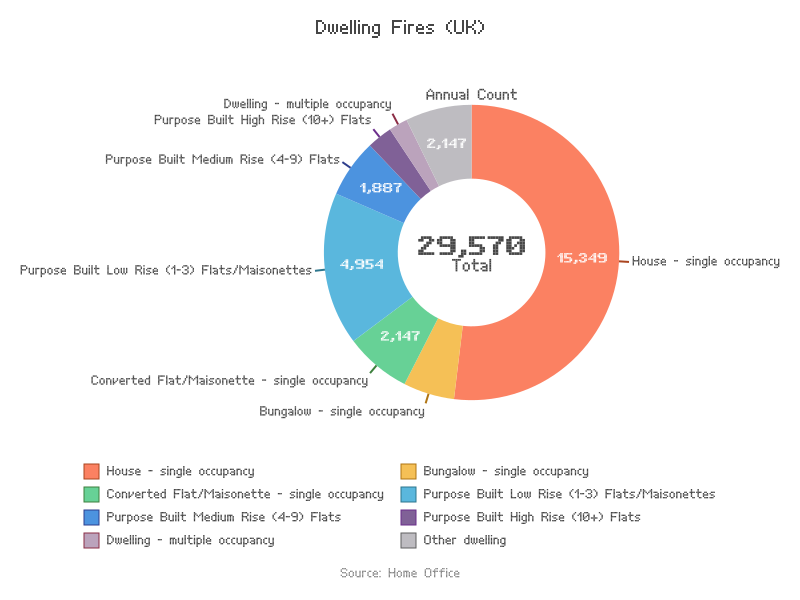 Dwelling Fires (UK)
Annual Count
Dwelling - multiple occupancy
Purpose Built High Rise (10+) Flats
2,147
Purpose Built Medium Rise (4-9) Flats
1,887
29,570
Total
15,349
House - single occupancy
4,954
Purpose Built Low Rise (1-3) Flats/Maisonettes
2,147
Converted Flat/Maisonette - single occupancy
Bungalow - single occupancy
House - single occupancy
Bungalow - single occupancy
Converted Flat/Maisonette - single occupancy
Purpose Built Low Rise (1-3) Flats/Maisonettes
Purpose Built Medium Rise (4-9) Flats
Purpose Built High Rise (10+) Flats
Dwelling - multiple occupancy
Other dwelling
Source: Home Office